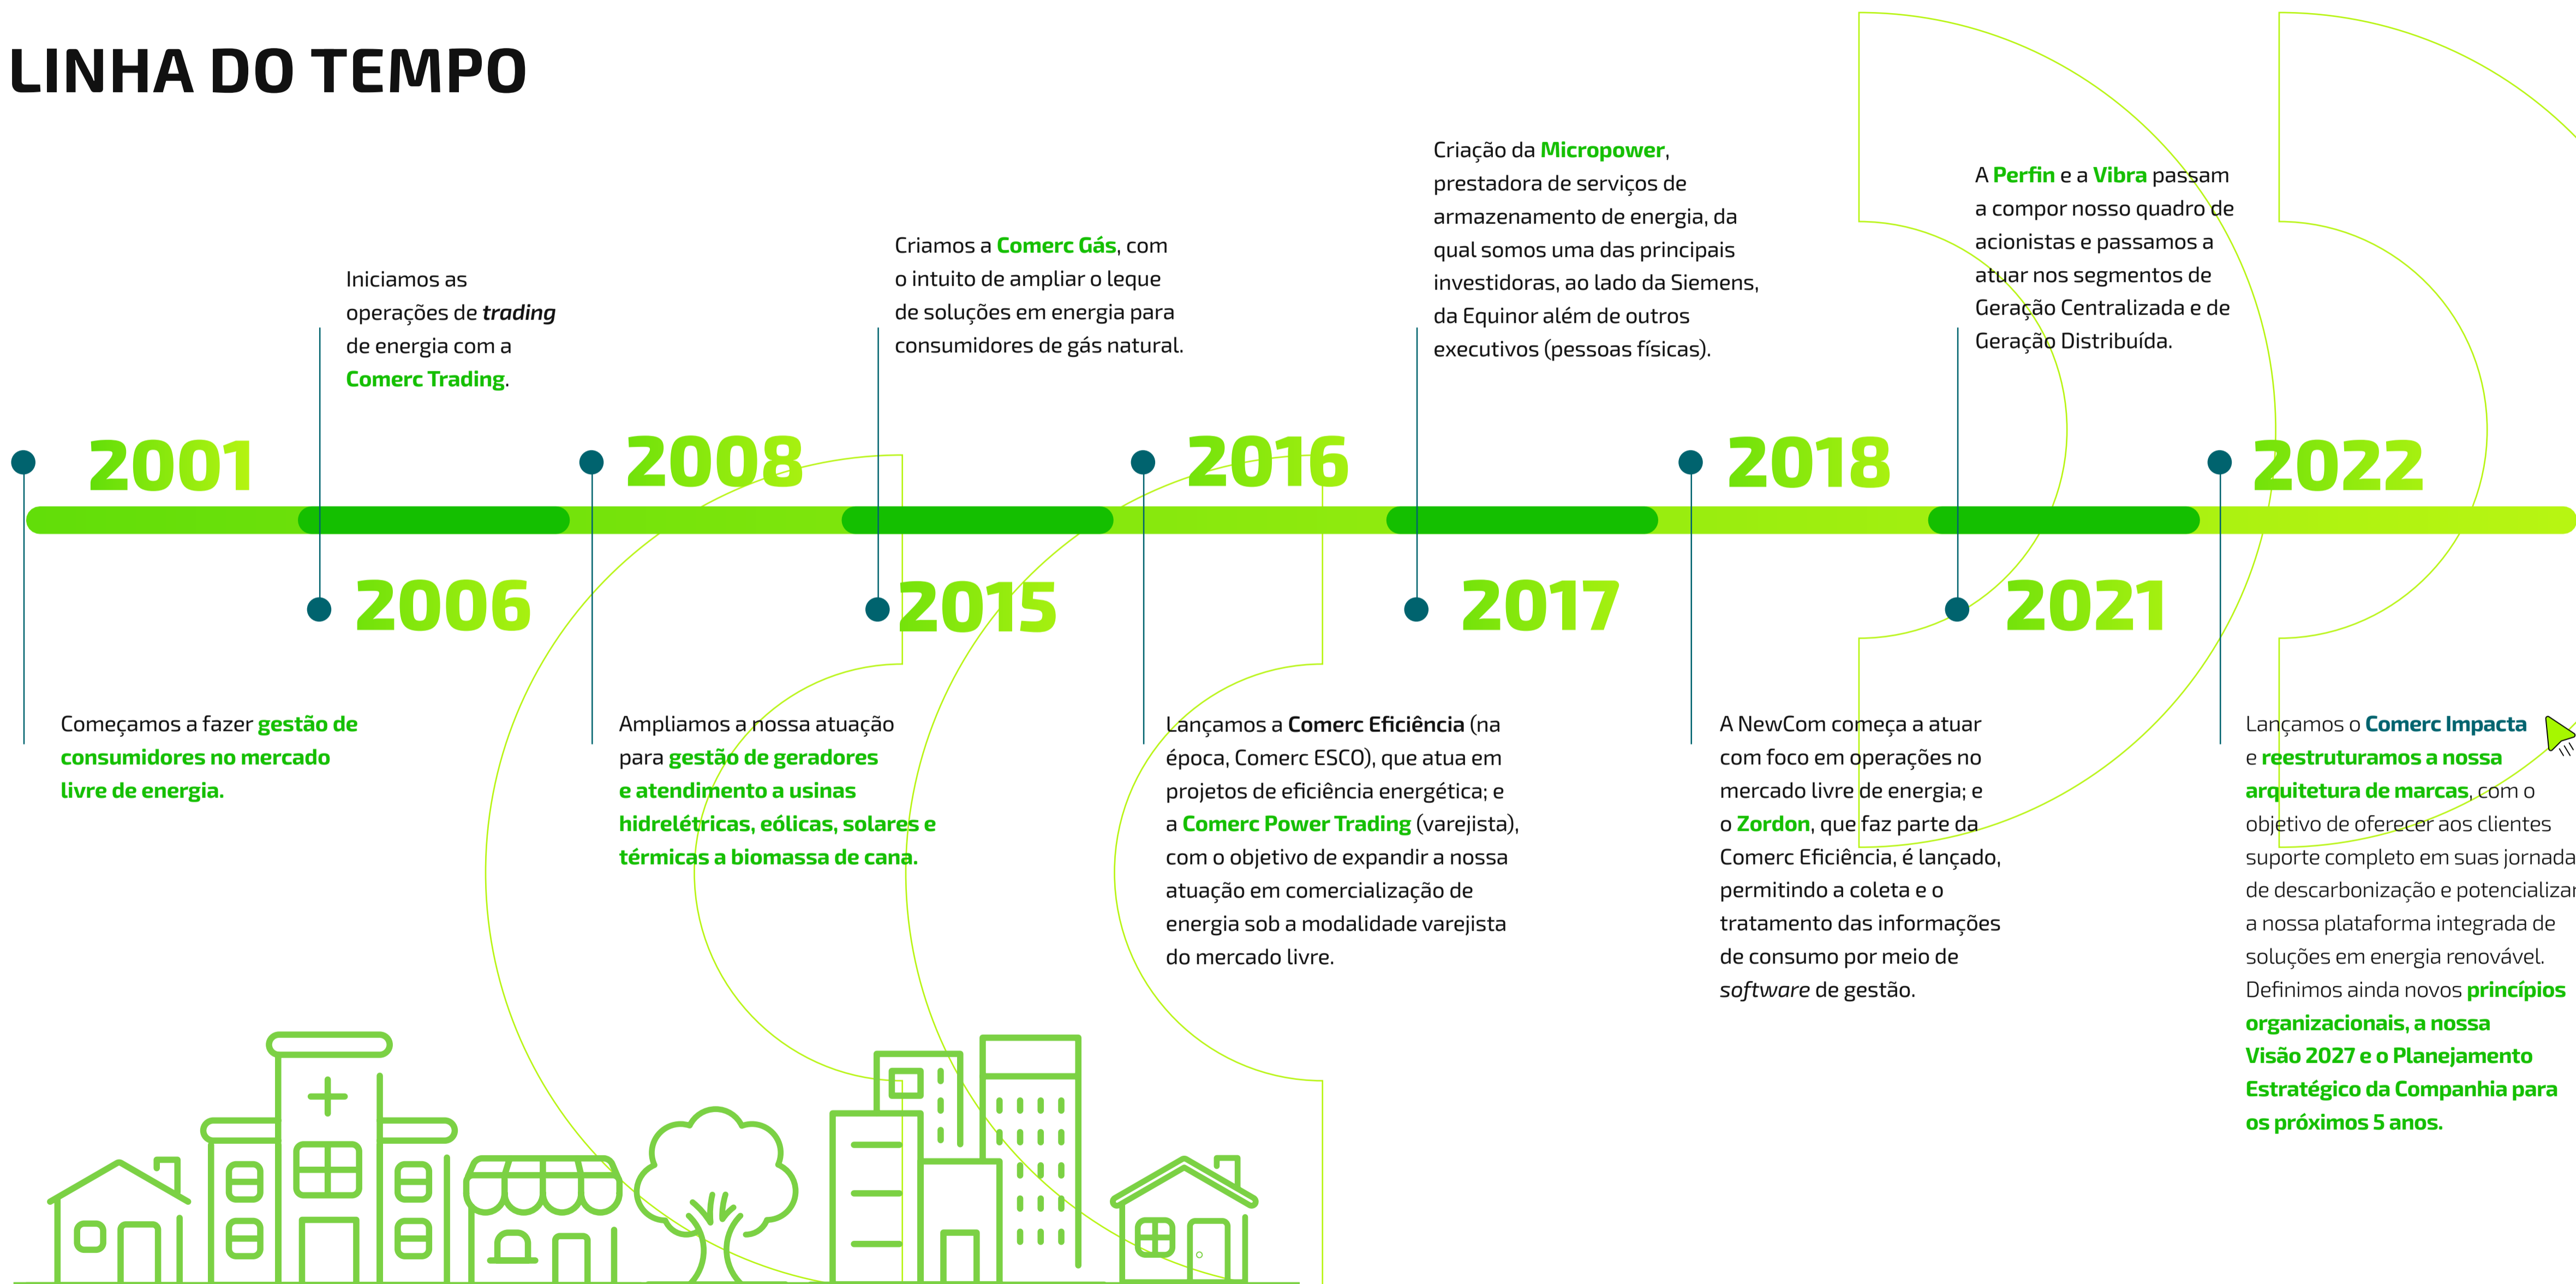 LINHA DO TEMPO
2001
Começamos a fazer gestão de
consumidores no mercado
livre de energia.
Iniciamos as
operações de trading
de energia com a
Comerc Trading.
2006
2008
Ampliamos a nossa atuação
para gestão de geradores
e atendimento a usinas
hidrelétricas, eólicas, solares e
térmicas a biomassa de cana.
Criamos a Comerc Gás, com
o intuito de ampliar o leque
de soluções em energia para
consumidores de gás natural.
2015
2016
Lançamos a Comerc Eficiência (na
época, Comerc ESCO), que atua em
projetos de eficiência energética; e
a Comerc Power Trading (varejista),
com o objetivo de expandir a nossa
atuação em comercialização de
energia sob a modalidade varejista
do mercado livre.
Criação da Micropower,
prestadora de serviços de
armazenamento de energia, da
qual somos uma das principais
investidoras, ao lado da Siemens,
da Equinor além de outros
executivos (pessoas físicas).
2017
2018
A NewCom começa a atuar
com foco em operações no
mercado livre de energia; e
o Zordon, que faz parte da
Comerc Eficiência, é lançado,
permitindo a coleta e o
tratamento das informações
de consumo por meio de
software de gestão.
A Perfin e a Vibra passam
a compor nosso quadro de
acionistas e passamos a
atuar nos segmentos de
Geração Centralizada e de
Geração Distribuída.
2021
2022
Lançamos o Comerc Impacta
e reestruturamos a nossa
arquitetura de marcas, com o
objetivo de oferecer aos clientes
suporte completo em suas jornada
de descarbonização e potencializar
a nossa plataforma integrada de
soluções em energia renovável.
Definimos ainda novos princípios
organizacionais, a nossa
Visão 2027 e o Planejamento
Estratégico da Companhia para
os próximos 5 anos.